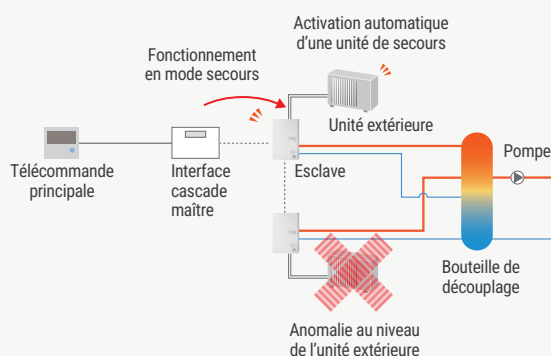 Activation automatique
d’une unité de secours
Fonctionnement
en mode secours
Unité extérieure
Télécommande
principale
Interface
cascade
maître
Esclave
Pompe
Bouteille de
découplage
Anomalie au niveau
de l’unité extérieure